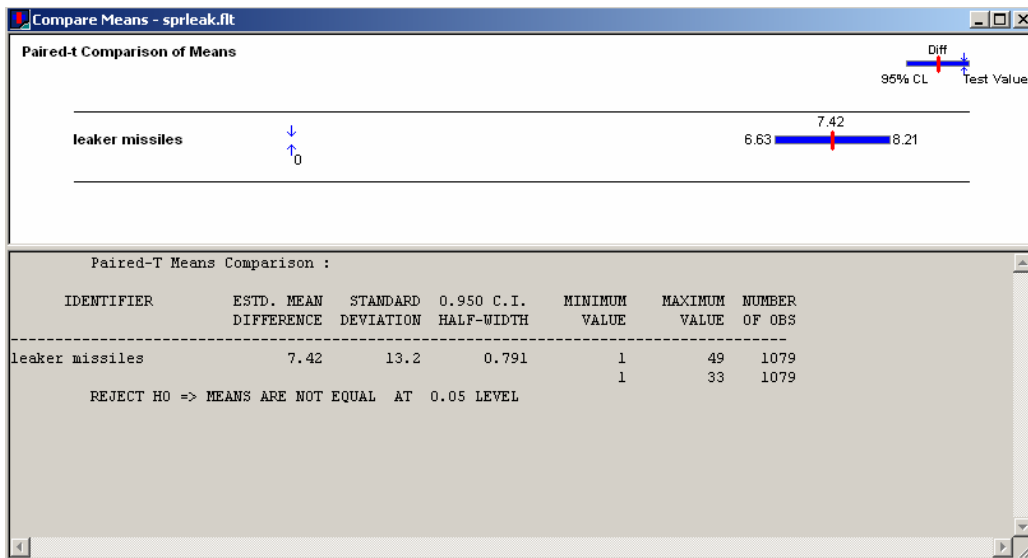 Compare Means - sprleak.flt
Paired-t Comparison of Means
Diff
95% CL Test Value
leaker missiles
0
7.42
6.63 8.21
Paired-T Means Comparison :
IDENTIFIER ESTD. MEAN STANDARD 0.950 C.I. MINIMUM MAXIMUM NUMBER
DIFFERENCE DEVIATION HALF-WIDTH VALUE VALUE OF OBS
leaker missiles 7.42 13.2 0.791 1 49 1079
1 33 1079
REJECT H0 => MEANS ARE NOT EQUAL AT 0.05 LEVEL